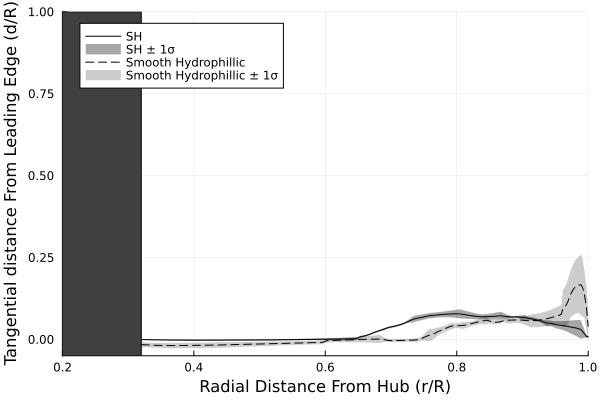 Tangential distance From Leading Edge (d/R)
1.00
0.75
0.50
0.25
0.00
SH
SH ± 1σ
Smooth Hydrophillic
Smooth Hydrophillic ± 1σ
0.2 0.4 0.6 0.8 1.0
Radial Distance From Hub (r/R)